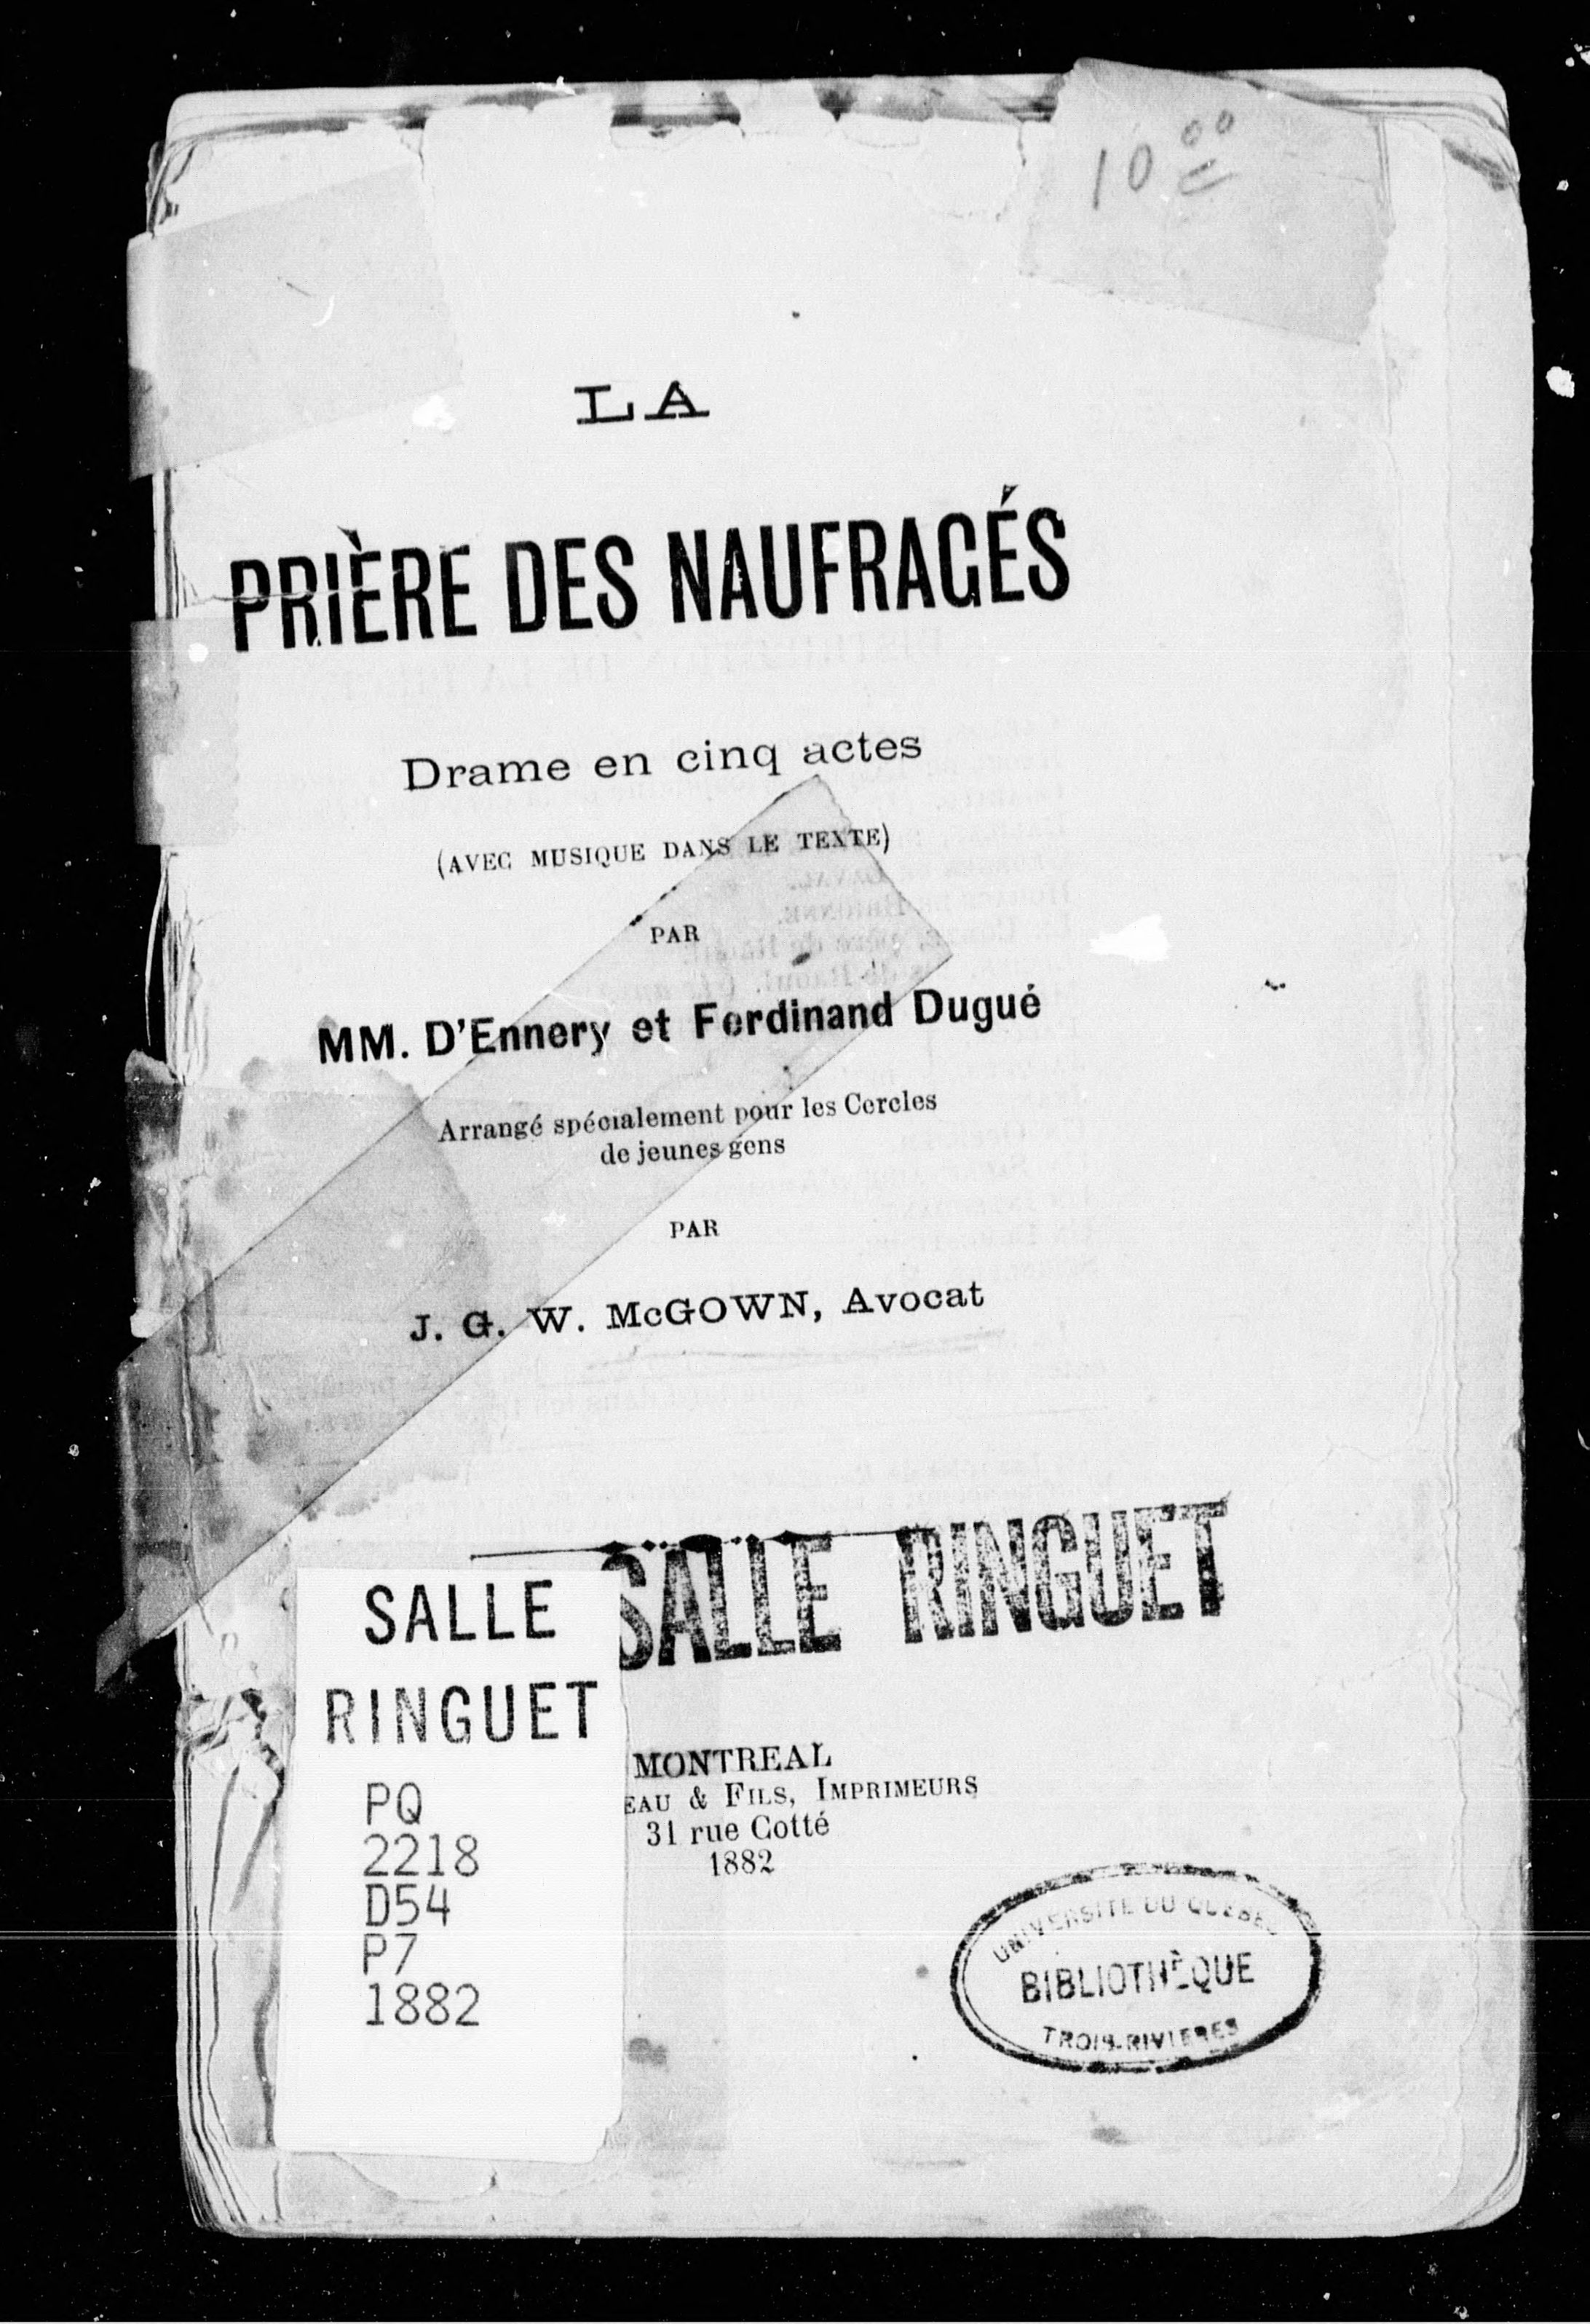 10 00
LA
PRIÈRE DES NAUFRAGÉS
Drame en cinq actes
(AVEC MUSIQUE DANS LE TEXTE)
PAR
MM. D'Ennery et Ferdinand Dugué
Arrangé spécialement pour les Cercles
de jeunes gens
PAR
J. G. W. McGOWN, Avocat
SALLE RINGUET
SALLE
RINGUET
PQ
2218
D54
P7
1882
MONTREAL
EAU & FILS, IMPRIMEURS
31 rue Cotté
1882
UNIVERSITÉ DU QUÉBEC
BIBLIOTHÈQUE
TROIS-RIVIÈRES